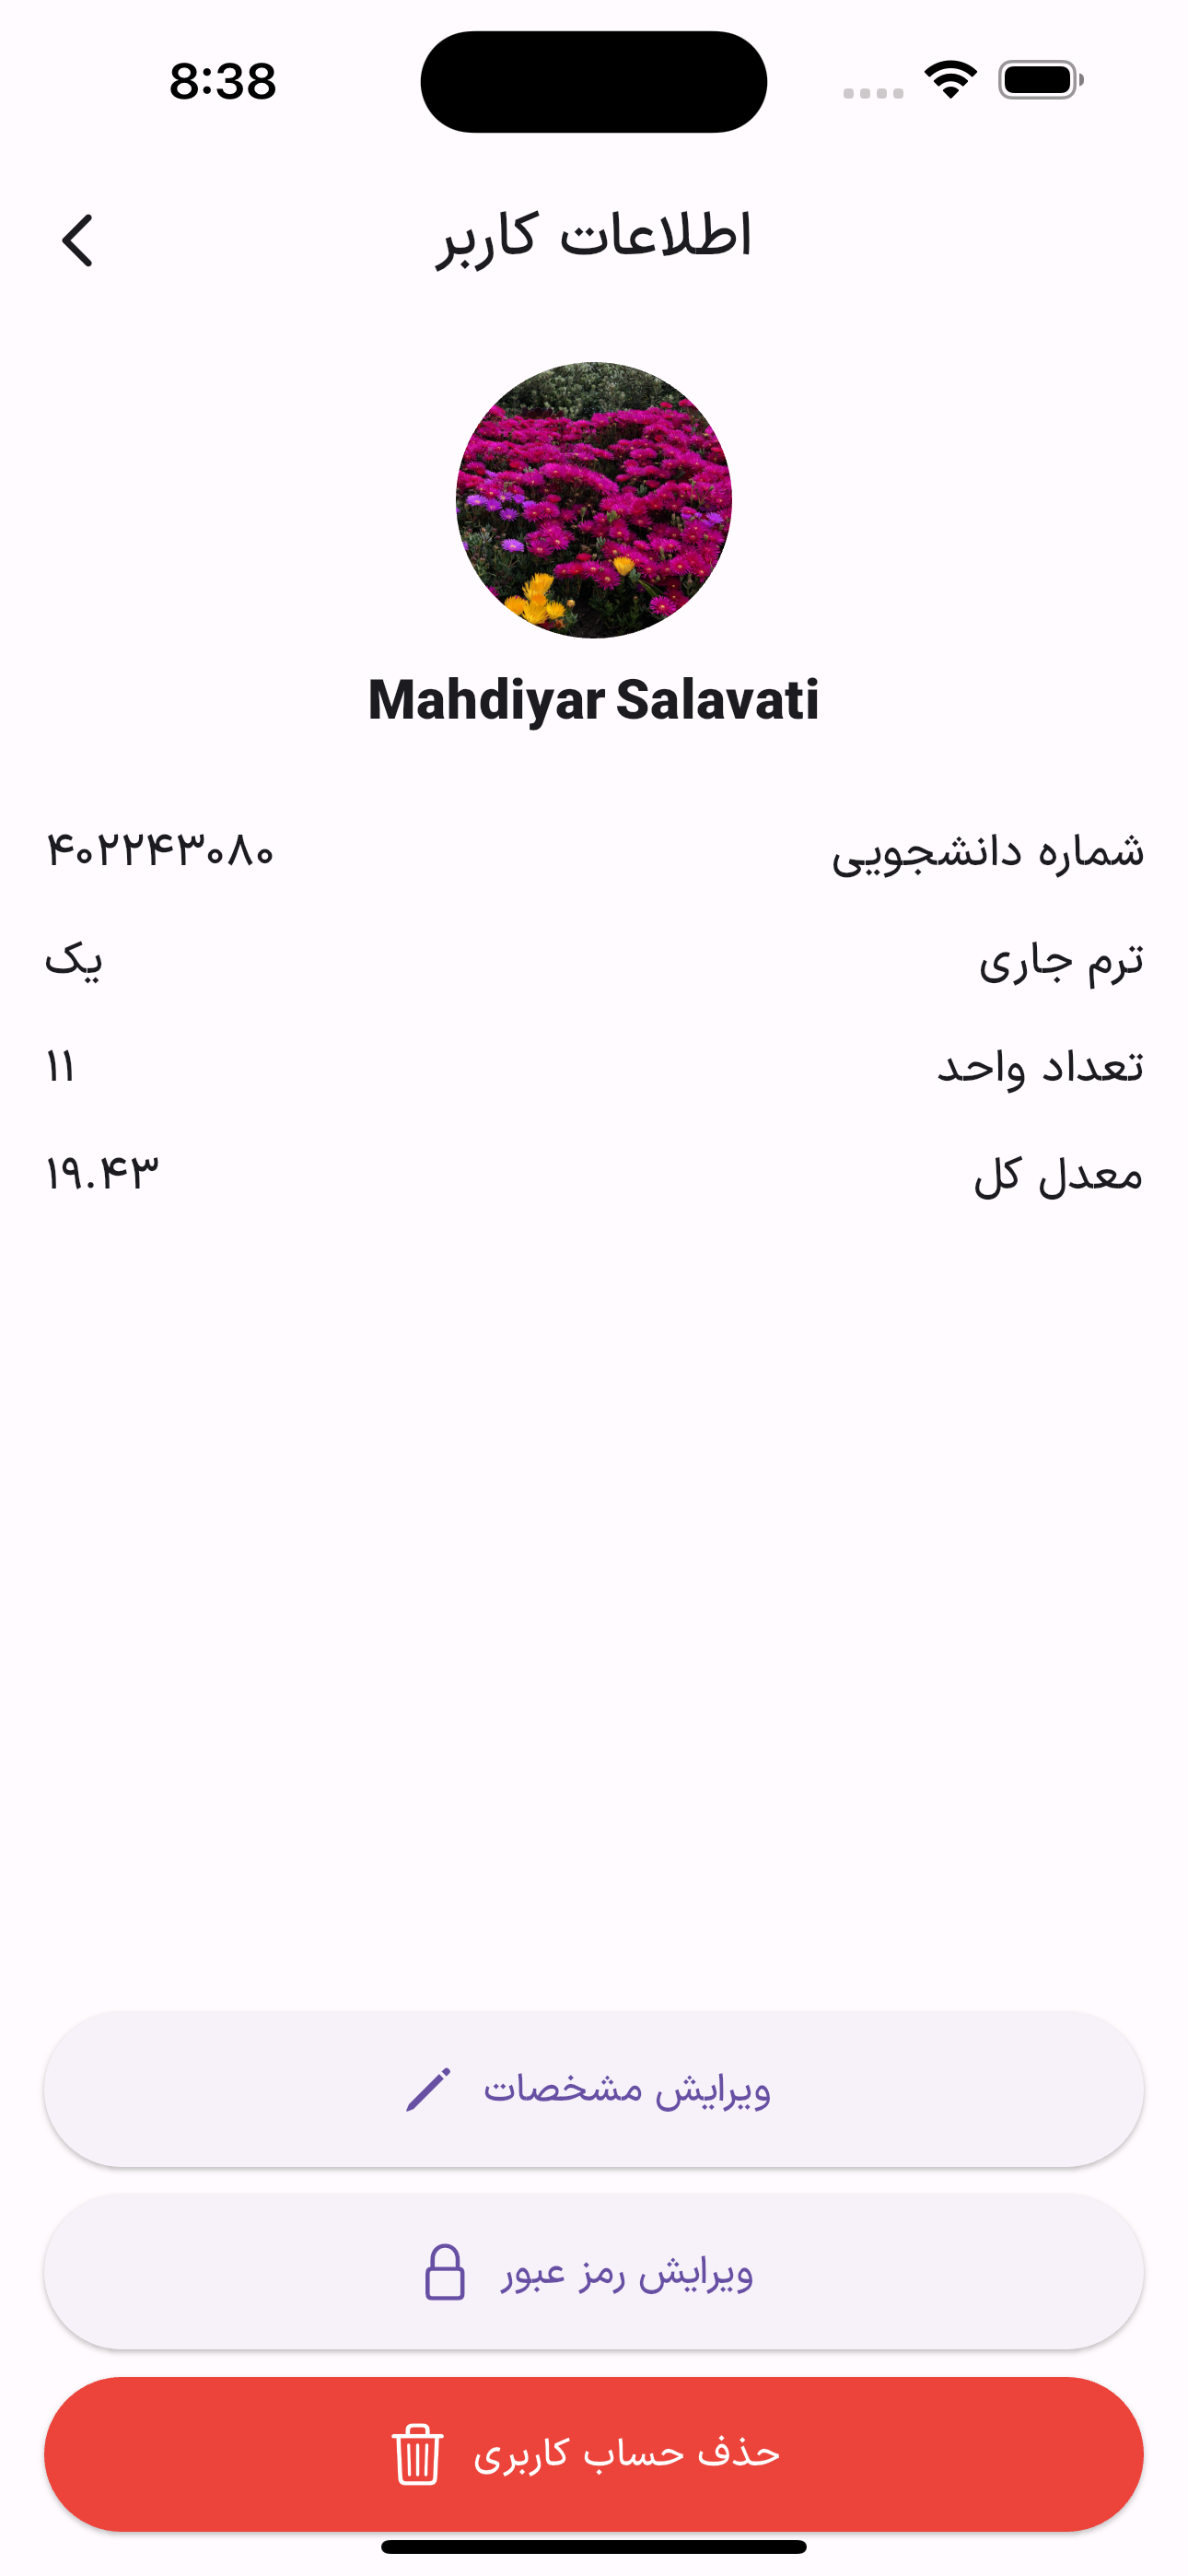 8:38
اطلاعات کاربر
Mahdiyar Salavati
شماره دانشجویی ۴۰۲۲۴۳۰۸۰
ترم جاری یک
تعداد واحد ۱۱
معدل کل ۱۹.۴۳
ویرایش مشخصات
ویرایش رمز عبور
حذف حساب کاربری